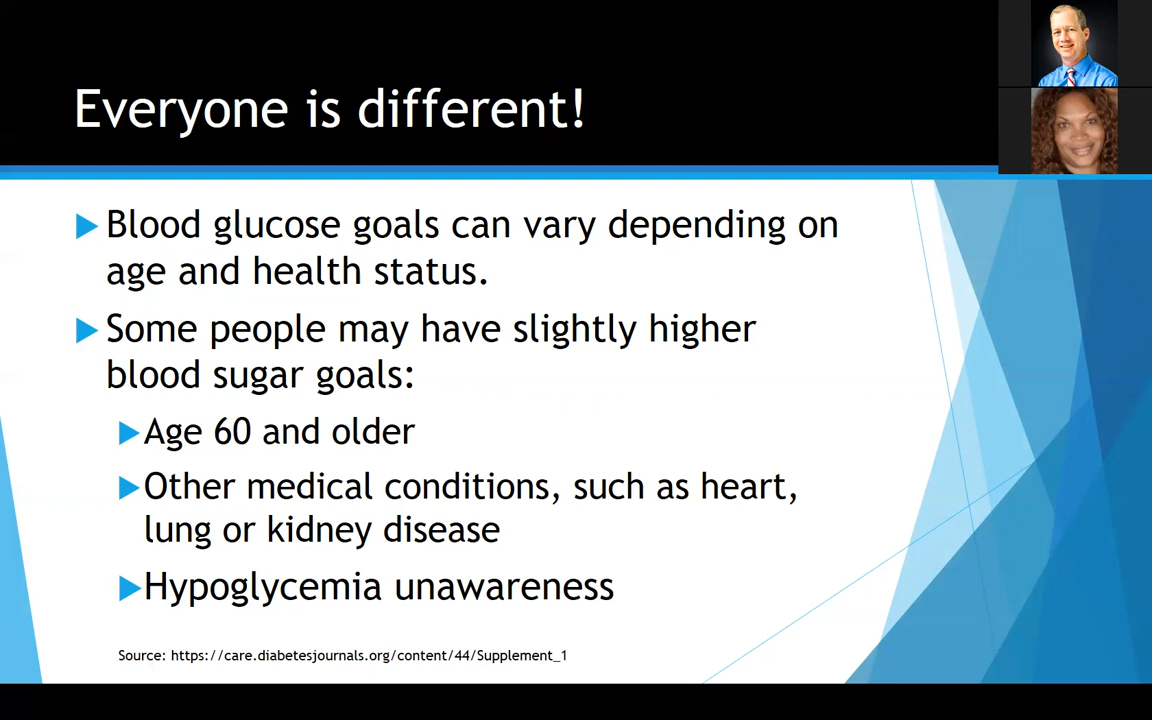 Everyone is different!
Blood glucose goals can vary depending on
age and health status.
Some people may have slightly higher
blood sugar goals:
Age 60 and older
Other medical conditions, such as heart,
lung or kidney disease
Hypoglycemia unawareness
Source: https://care.diabetesjournals.org/content/44/Supplement_1